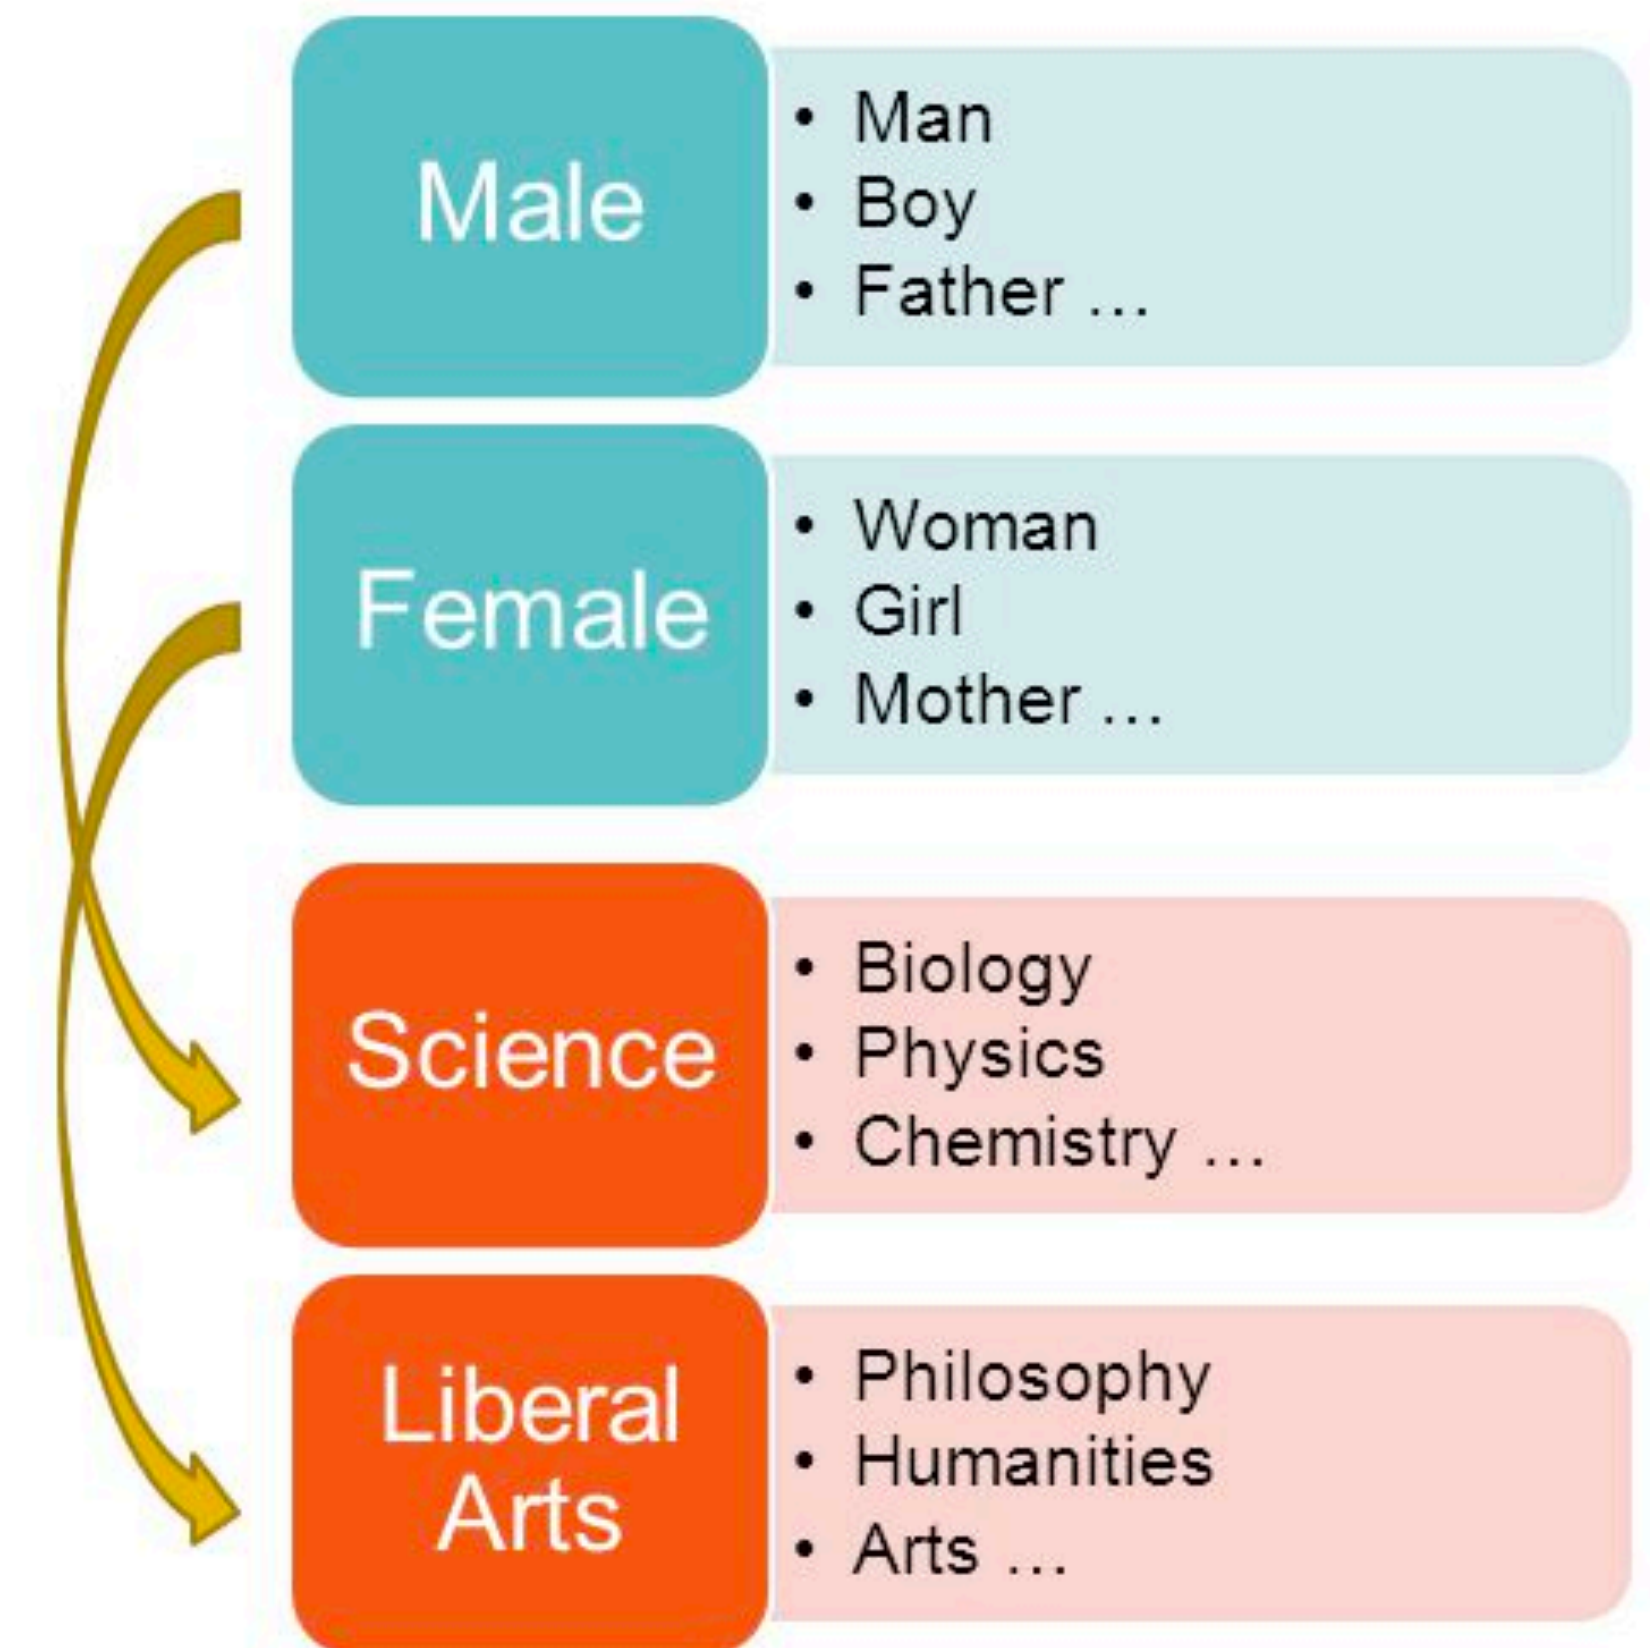 Male
• Man
• Boy
• Father ...
Female
• Woman
• Girl
• Mother ...
Science
• Biology
• Physics
• Chemistry ...
Liberal
Arts
• Philosophy
• Humanities
• Arts ...